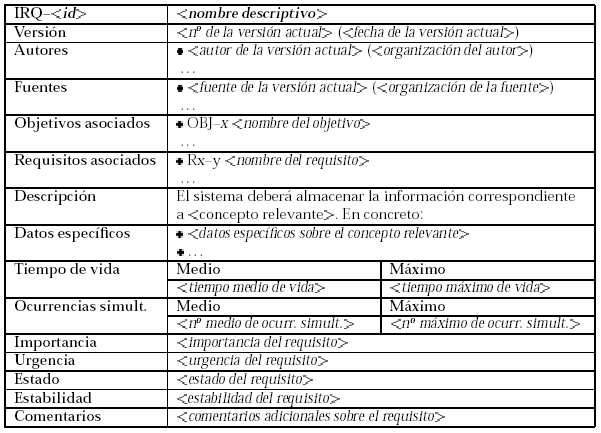 IRQ–<id> <nombre descriptivo>
Versión <nº de la versión actual> (<fecha de la versión actual>)
Autores • <autor de la versión actual> (<organización del autor>)
…
Fuentes • <fuente de la versión actual> (<organización de la fuente>)
…
Objetivos asociados • OBJ–x <nombre del objetivo>
…
Requisitos asociados • Rx–y <nombre del requisito>
…
Descripción El sistema deberá almacenar la información correspondiente
a <concepto relevante>. En concreto:
Datos específicos • <datos específicos sobre el concepto relevante>
• …
Tiempo de vida Medio Máximo
<tiempo medio de vida> <tiempo máximo de vida>
Ocurrencias simult. Medio Máximo
<nº medio de ocurr. simult.> <nº máximo de ocurr. simult.>
Importancia <importancia del requisito>
Urgencia <urgencia del requisito>
Estado <estado del requisito>
Estabilidad <estabilidad del requisito>
Comentarios <comentarios adicionales sobre el requisito>